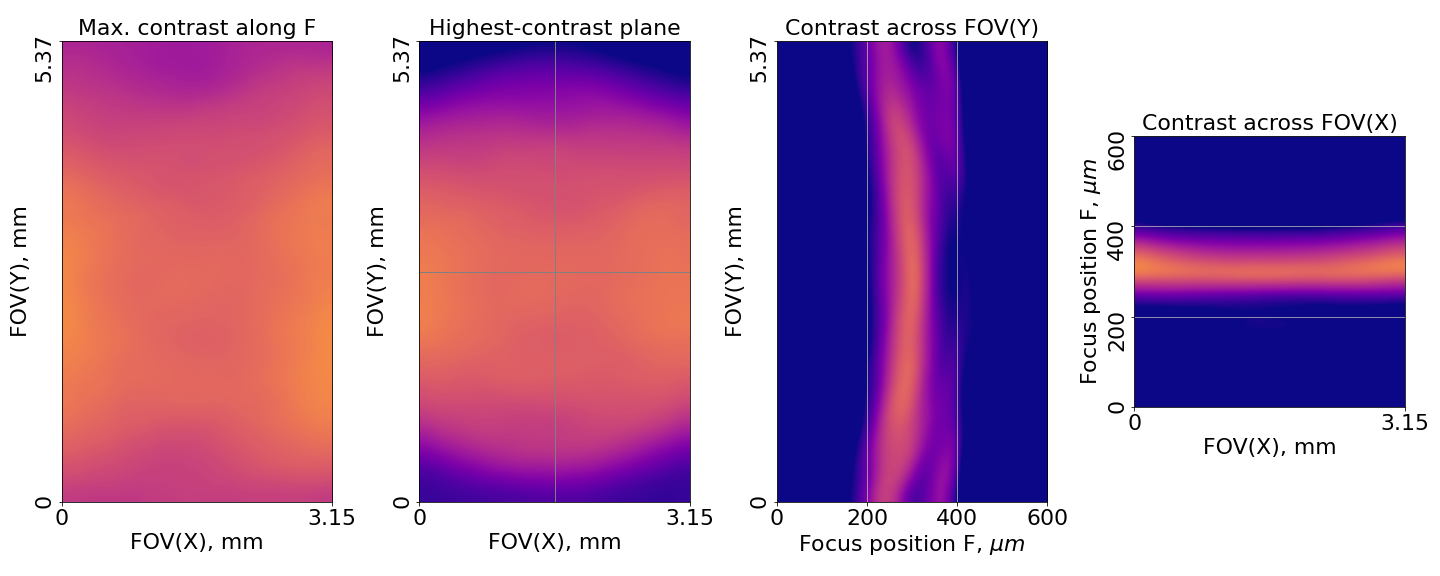 Max. contrast along F
5.37
FOV(Y), mm
0
0
3.15
FOV(X), mm
Highest-contrast plane
5.37
FOV(Y), mm
0
0
3.15
FOV(X), mm
Contrast across FOV(Y)
5.37
FOV(Y), mm
0
0 200 400 600
Focus position F, μm
Contrast across FOV(X)
600
400
200
0
Focus position F, μm
0
3.15
FOV(X), mm